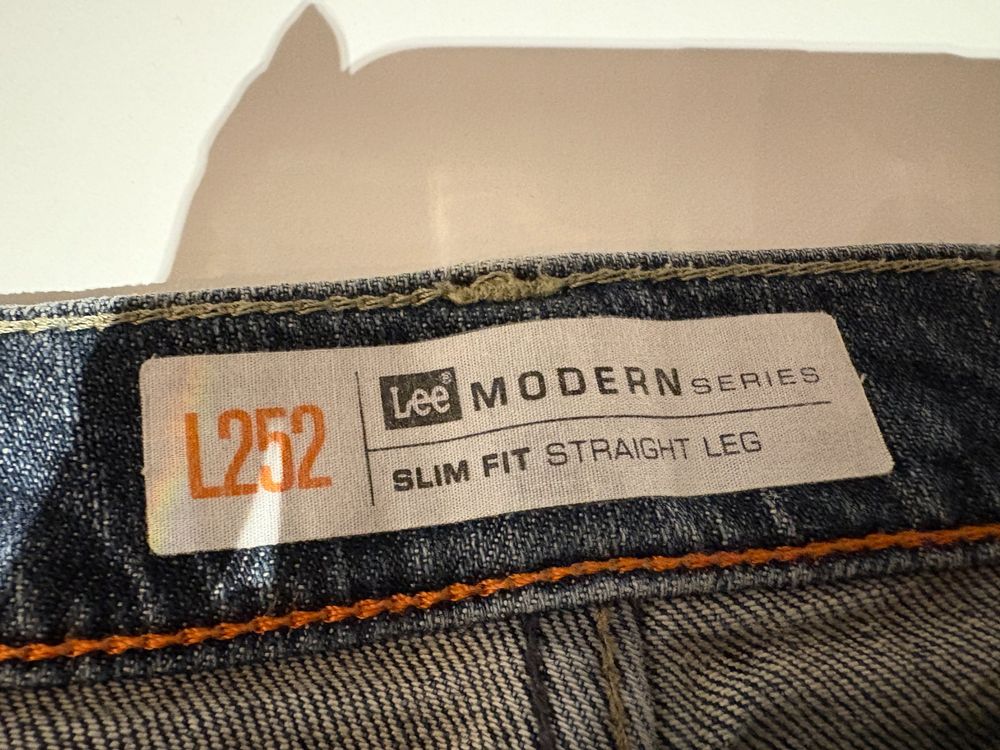 L252
Lee® MODERN SERIES
SLIM FIT STRAIGHT LEG